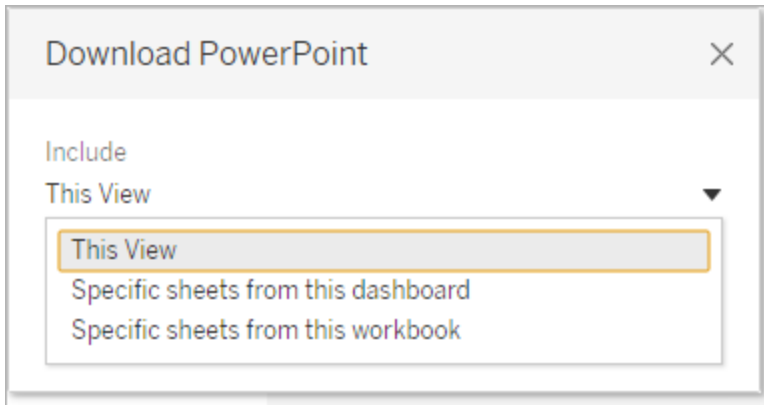 Download PowerPoint
Include
This View
This View
Specific sheets from this dashboard
Specific sheets from this workbook